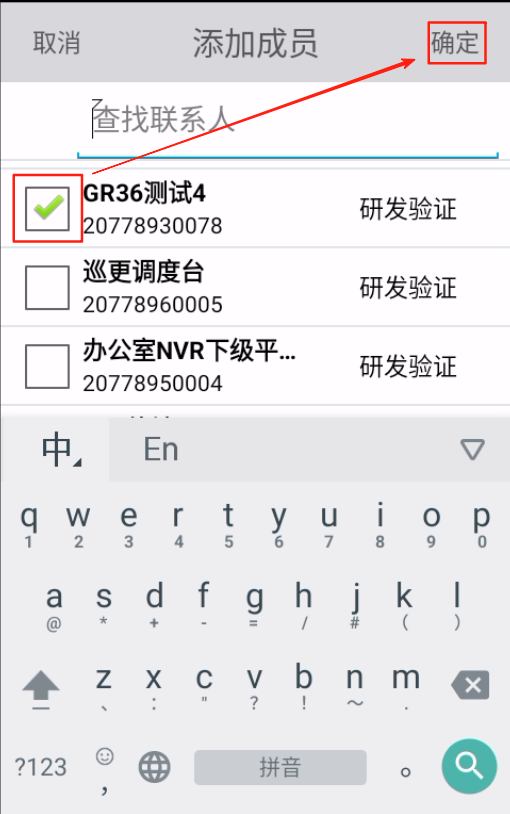 取消 添加成员 确定
查找联系人
GR36测试4
20778930078
研发验证
巡更调度台
20778960005
研发验证
办公室NVR下级平...
20778950004
研发验证
中 En
q w e r t y u i o p
1 2 3 4 5 6 7 8 9 0
a s d f g h j k l
@ * + - = / # ( )
z x c v b n m
、 : " ? ! ～ .
?123 , 拼音 。